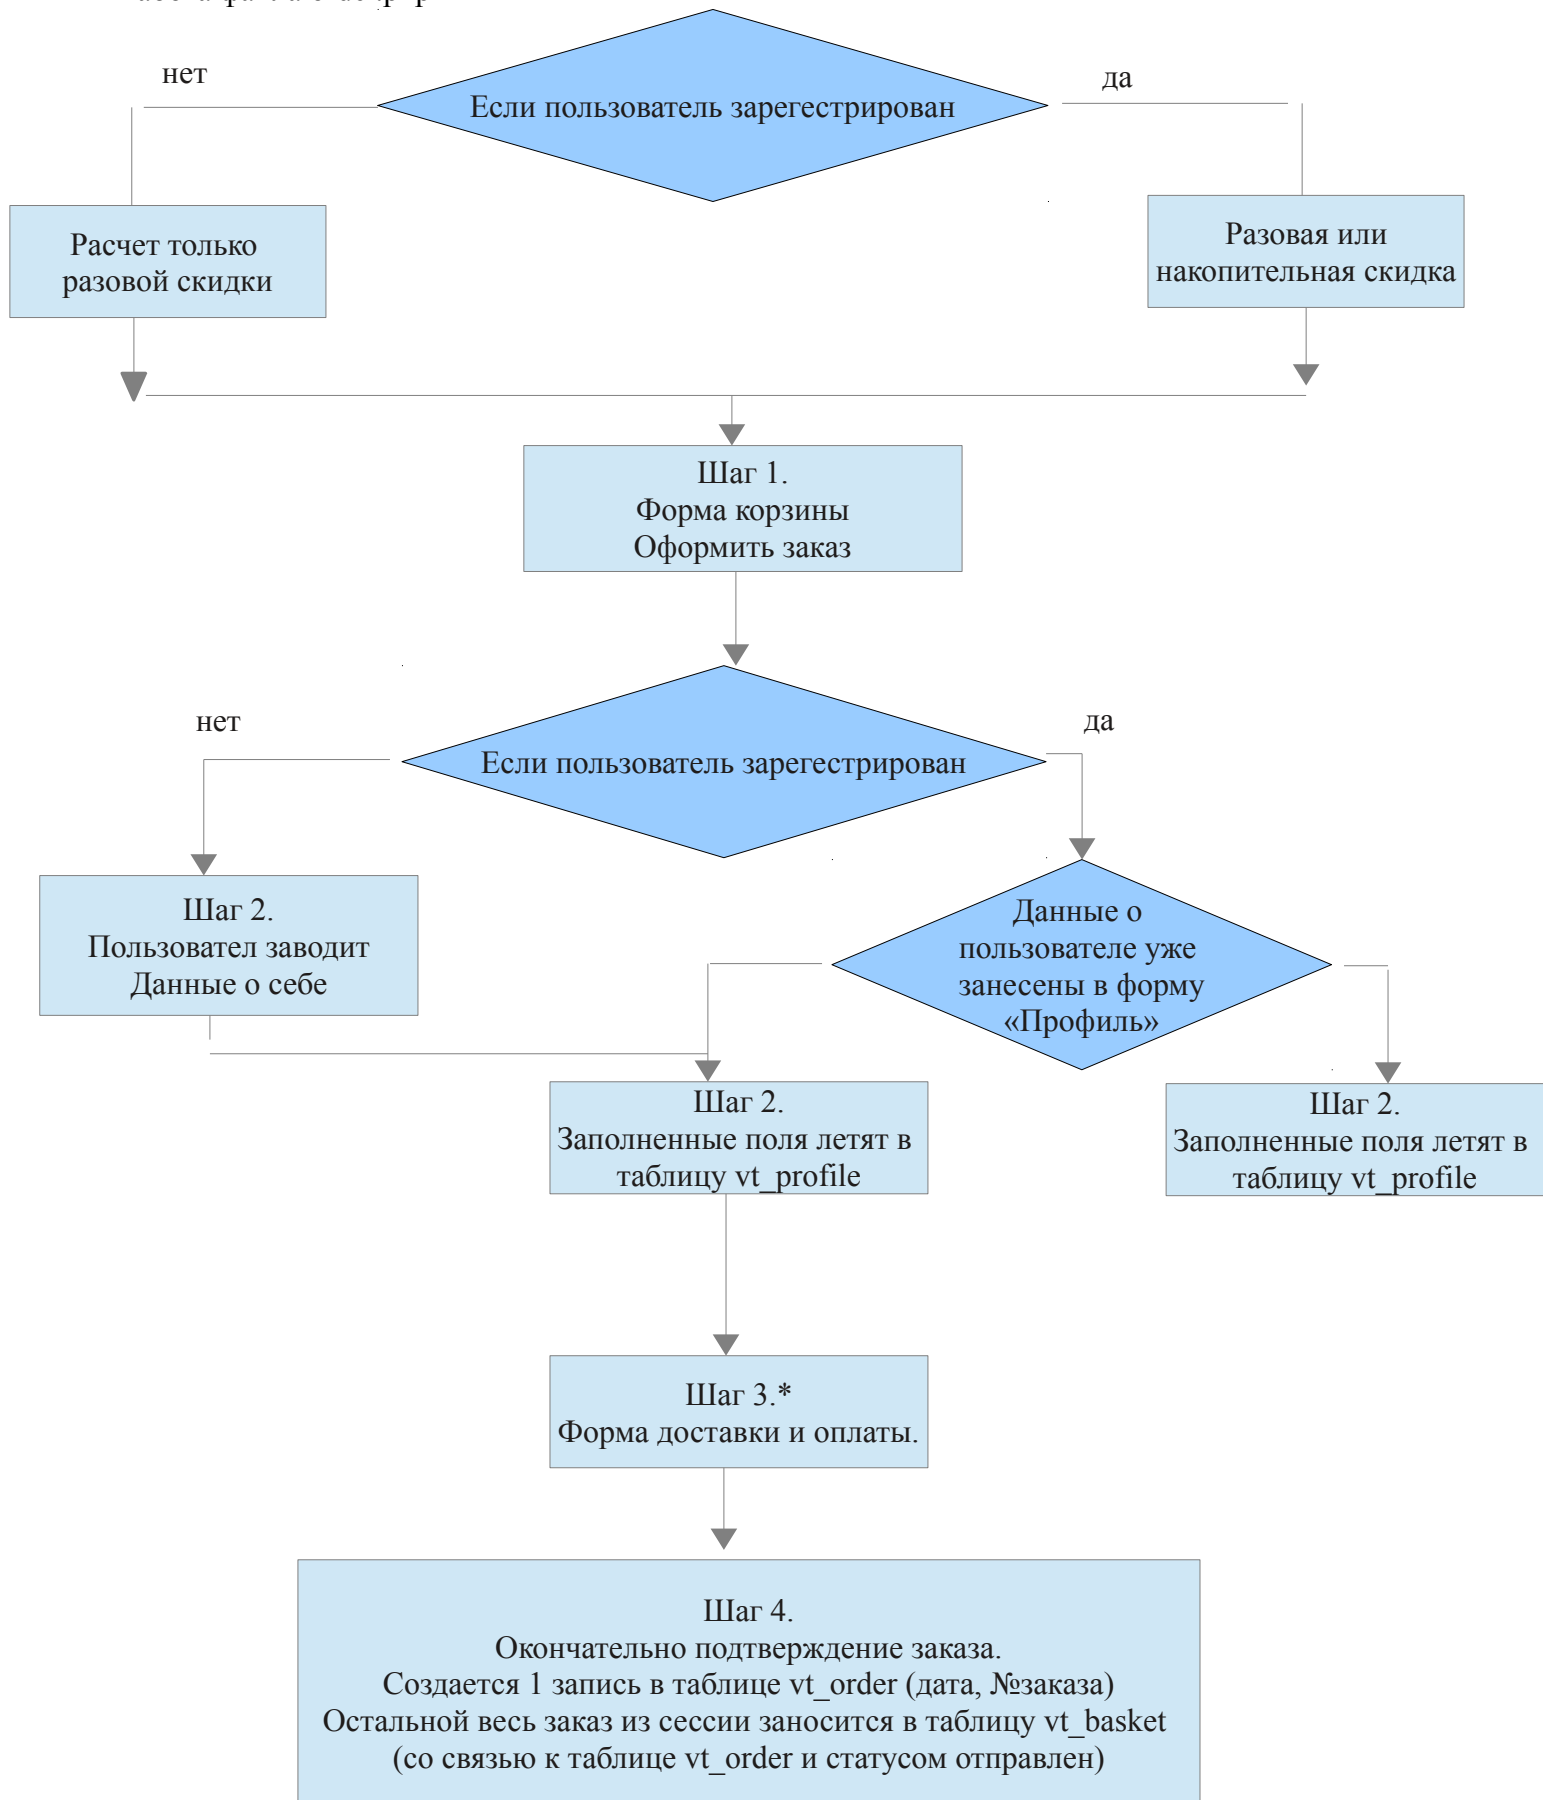 нет
да
Если пользователь зарегестрирован
Расчет только
разовой скидки
Разовая или
накопительная скидка
Шаг 1.
Форма корзины
Оформить заказ
нет
да
Если пользователь зарегестрирован
Шаг 2.
Пользовател заводит
Данные о себе
Данные о
пользователе уже
занесены в форму
«Профиль»
Шаг 2.
Заполненные поля летят в
таблицу vt_profile
Шаг 2.
Заполненные поля летят в
таблицу vt_profile
Шаг 3.*
Форма доставки и оплаты.
Шаг 4.
Окончательно подтверждение заказа.
Создается 1 запись в таблице vt_order (дата, №заказа)
Остальной весь заказ из сессии заносится в таблицу vt_basket
(со связью к таблице vt_order и статусом отправлен)